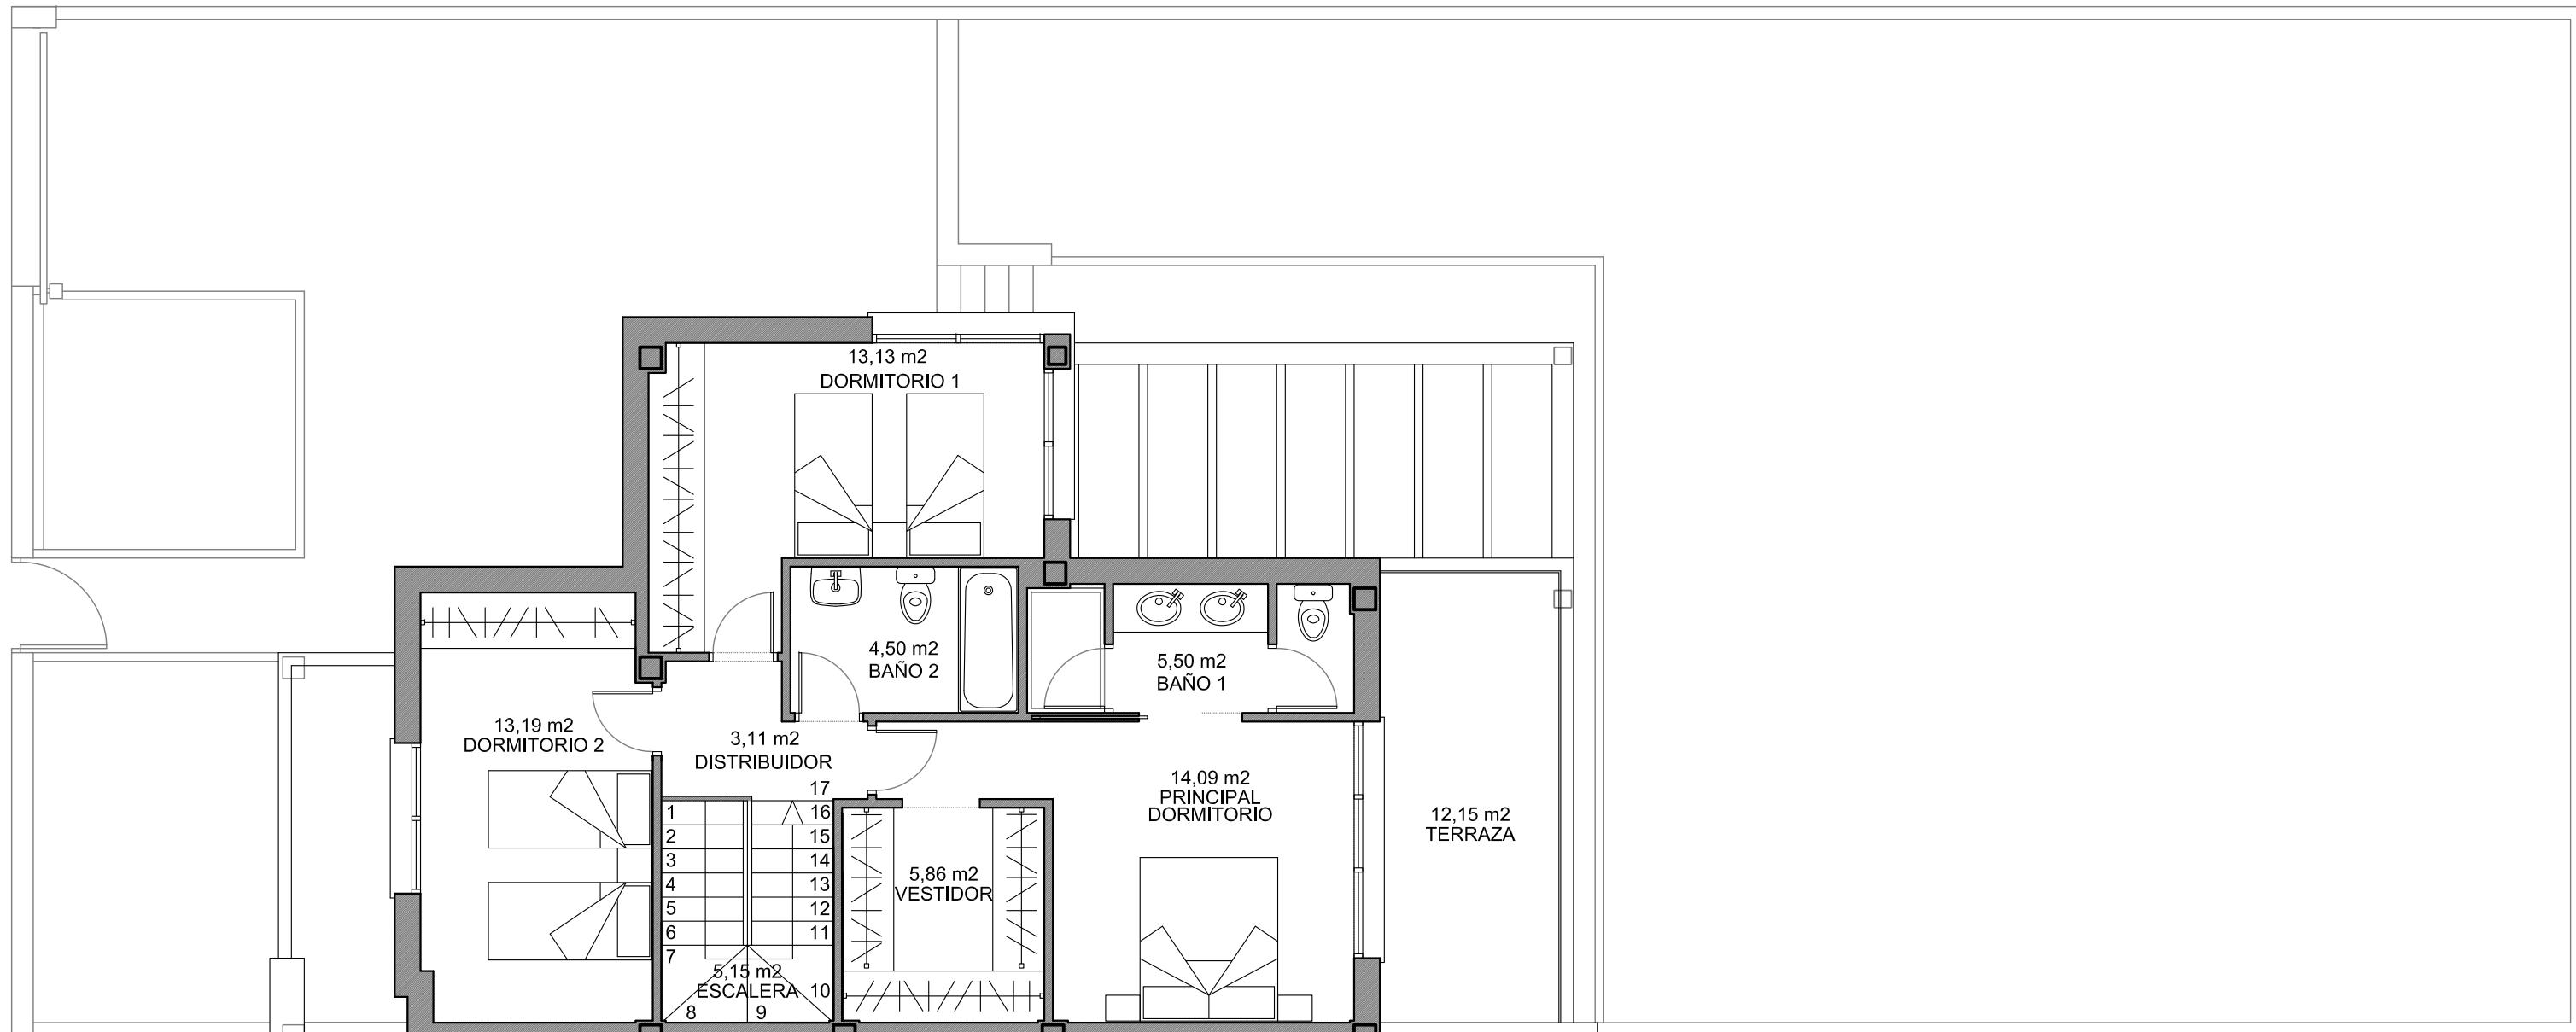 13,13 m2
DORMITORIO 1
4,50 m2
BAÑO 2
5,50 m2
BAÑO 1
13,19 m2
DORMITORIO 2
3,11 m2
DISTRIBUIDOR
14,09 m2
PRINCIPAL
DORMITORIO
12,15 m2
TERRAZA
5,86 m2
VESTIDOR
17
1
16
2
15
3
14
4
13
5
12
6
11
7
5,15 m2
ESCALERA
10
8
9